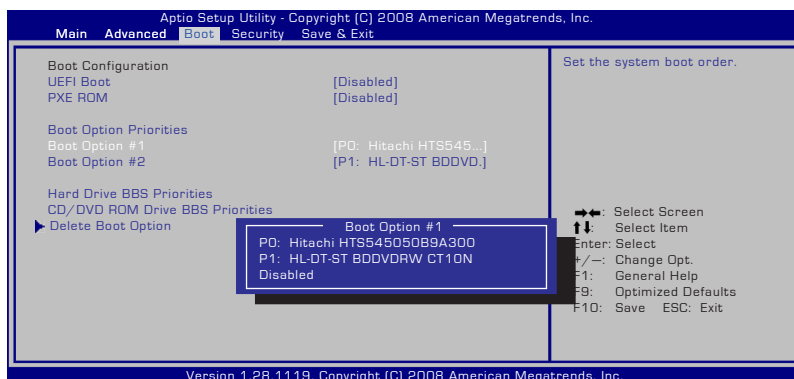 Aptio Setup Utility - Copyright (C) 2008 American Megatrends, Inc.
Main Advanced Boot Security Save & Exit
Boot Configuration
UEFI Boot [Disabled]
PXE ROM [Disabled]
Boot Option Priorities
Boot Option #1 [P0: Hitachi HTS545...]
Boot Option #2 [P1: HL-DT-ST BDDVD.]
Hard Drive BBS Priorities
CD/DVD ROM Drive BBS Priorities
Delete Boot Option
Boot Option #1
P0: Hitachi HTS545050B9A300
P1: HL-DT-ST BDDVDRW CT10N
Disabled
Set the system boot order.
→←: Select Screen
↑↓: Select Item
Enter: Select
+/—: Change Opt.
F1: General Help
F9: Optimized Defaults
F10: Save ESC: Exit
Version 1.28.1119. Copyright (C) 2008 American Megatrends, Inc.